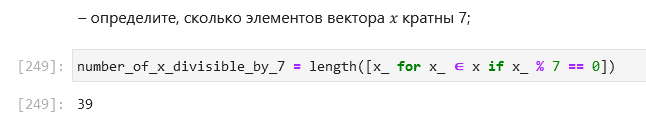 – определите, сколько элементов вектора x кратны 7;
[249]: number_of_x_divisible_by_7 = length([x_ for x_ ∈ x if x_ % 7 == 0])
[249]: 39